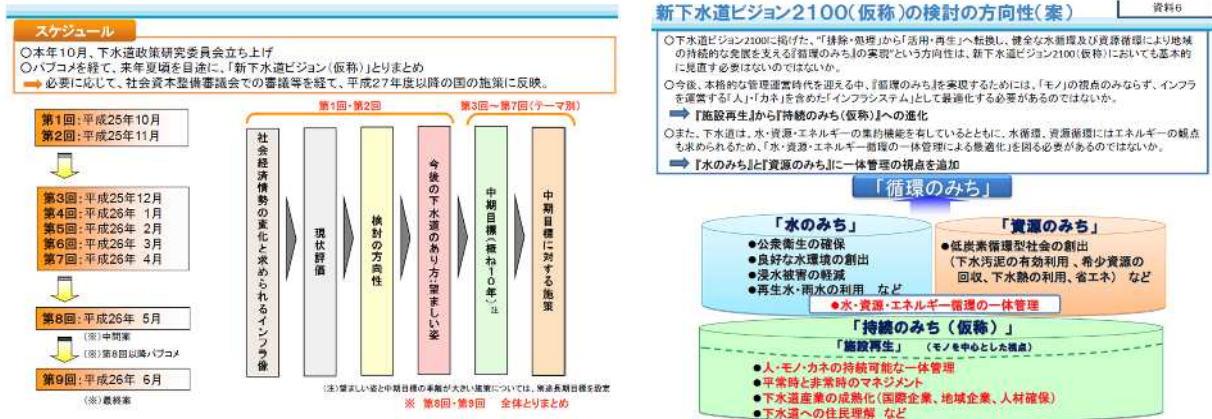 スケジュール
○本年10月、下水道政策研究委員会立ち上げ
○パブコメを経て、来年夏頃を目途に、「新下水道ビジョン(仮称)」とりまとめ
➡ 必要に応じて、社会資本整備審議会での審議等を経て、平成27年度以降の国の施策に反映。
第1回:平成25年10月
第2回:平成25年11月
第3回:平成25年12月
第4回:平成26年 1月
第5回:平成26年 2月
第6回:平成26年 3月
第7回:平成26年 4月
第8回:平成26年 5月
(※)中間案
(※)第8回以降パブコメ
第9回:平成26年 6月
(※)最終案
第1回・第2回
第3回~第7回(テーマ別)
社会経済情勢の変化と求められるインフラ像
現状評価
検討の方向性
今後の下水道のあり方:望ましい姿
中期目標(概ね10年)注
中期目標に対する施策
(注)望ましい姿と中期目標の乖離が大きい施策については、別途長期目標を設定
※ 第8回・第9回 全体とりまとめ
新下水道ビジョン2100(仮称)の検討の方向性(案)
資料6
○下水道ビジョン2100に掲げた、“「排除・処理」から「活用・再生」へ転換し、健全な水循環及び資源循環により地域
の持続的な発展を支える『循環のみち』の実現”という方向性は、新下水道ビジョン2100(仮称)においても基本的
に見直す必要はないのではないか。
○今後、本格的な管理運営時代を迎える中、『循環のみち』を実現するためには、「モノ」の視点のみならず、インフラ
を運営する「人」・「カネ」を含めた「インフラシステム」として最適化する必要があるのではないか。
➡ 『施設再生』から『持続のみち(仮称)』への進化
○また、下水道は、水・資源・エネルギーの集約機能を有しているとともに、水循環、資源循環にはエネルギーの観点
も求められるため、「水・資源・エネルギー循環の一体管理による最適化」を図る必要があるのではないか。
➡ 『水のみち』と『資源のみち』に一体管理の視点を追加
「循環のみち」
「水のみち」
●公衆衛生の確保
●良好な水環境の創出
●浸水被害の軽減
●再生水・雨水の利用 など
「資源のみち」
●低炭素循環型社会の創出
(下水汚泥の有効利用、希少資源の
回収、下水熱の利用、省エネ) など
●水・資源・エネルギー循環の一体管理
「持続のみち(仮称)」
「施設再生」 (モノを中心とした視点)
●人・モノ・カネの持続可能な一体管理
●平常時と非常時のマネジメント
●下水道産業の成熟化(国際企業、地域企業、人材確保)
●下水道への住民理解 など